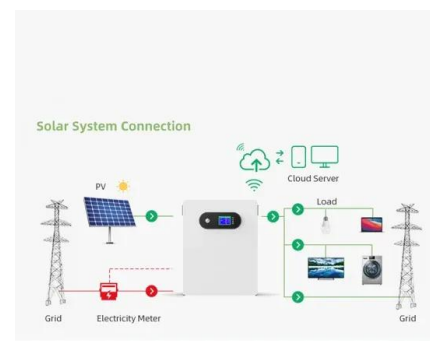 Solar System Connection
Cloud Server
PV
Load
Grid
Electricity Meter
Grid